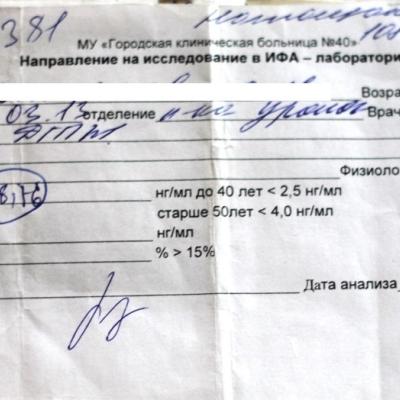 381
МУ «Городская клиническая больница №40»
Направление на исследование в ИФА – лаборатори
Возра
03.13 отделение Врач
ДГПЖ
Физиоло
8,76 нг/мл до 40 лет < 2,5 нг/мл
старше 50лет < 4,0 нг/мл
нг/мл
% > 15%
Дата анализа